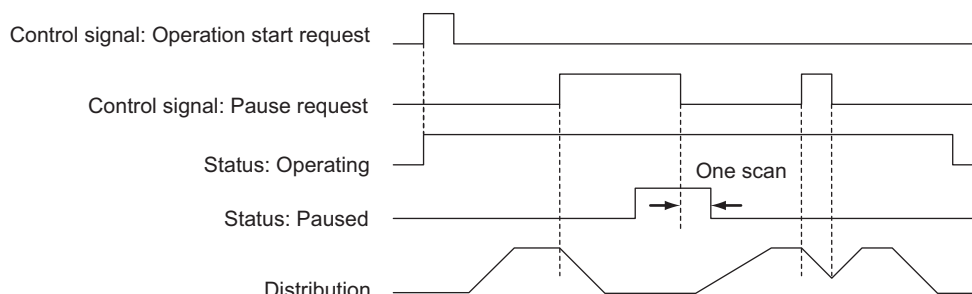 Control signal: Operation start request
Control signal: Pause request
Status: Operating
One scan
Status: Paused
Distribution